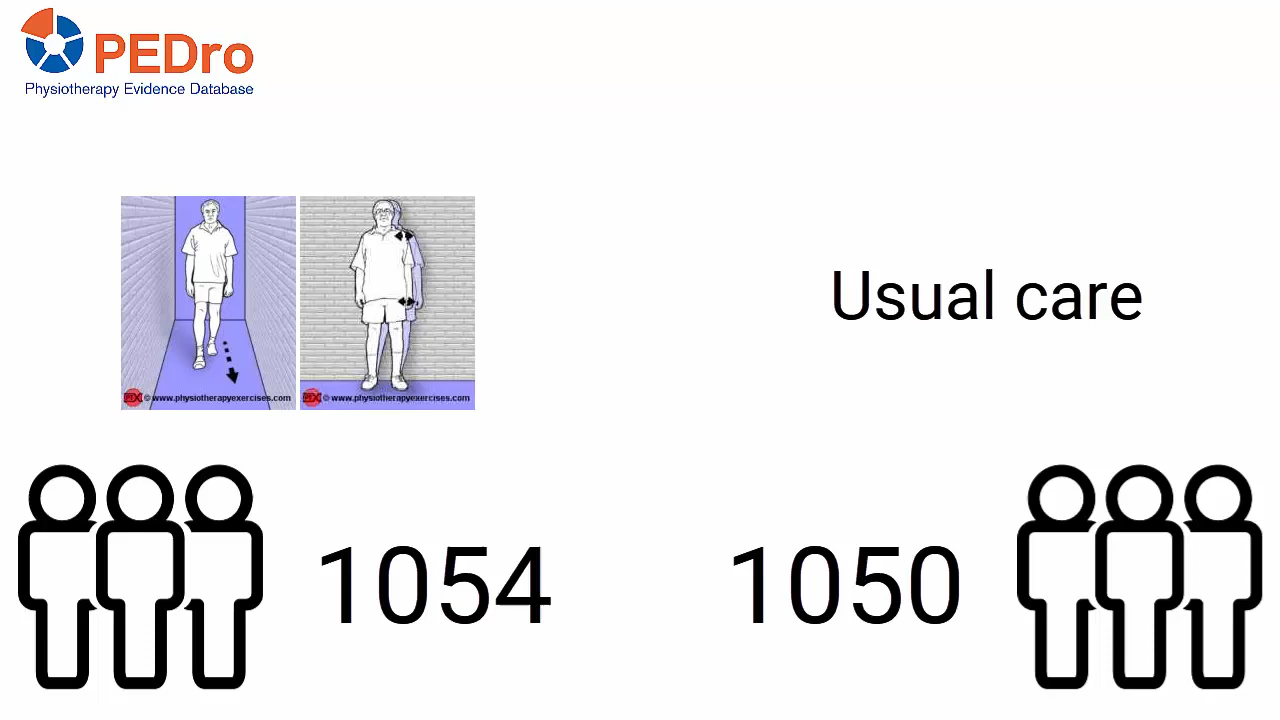 PEDro
Physiotherapy Evidence Database
© www.physiotherapyexercises.com
© www.physiotherapyexercises.com
Usual care
1054
1050